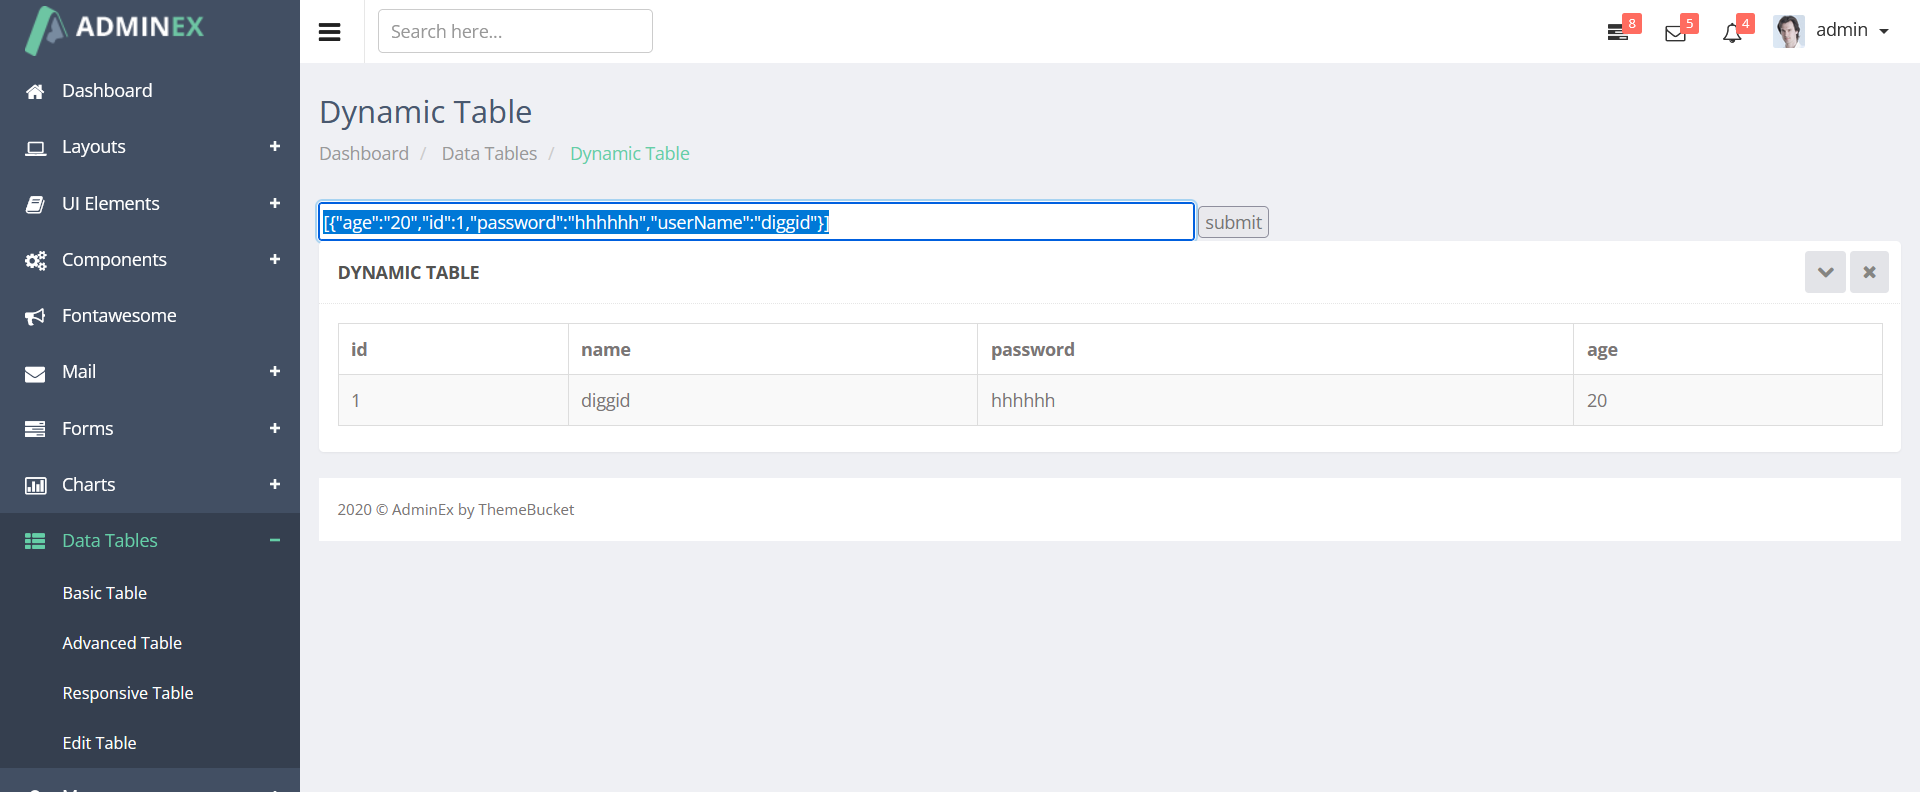 ADMINEX
Search here...
8
5
4
admin
Dashboard
Layouts
UI Elements
Components
Fontawesome
Mail
Forms
Charts
Data Tables
Basic Table
Advanced Table
Responsive Table
Edit Table
Dynamic Table
Dashboard / Data Tables / Dynamic Table
[{"age":"20","id":1,"password":"hhhhhh","userName":"diggid"}]
submit
DYNAMIC TABLE
id name password age
1 diggid hhhhhh 20
2020 © AdminEx by ThemeBucket